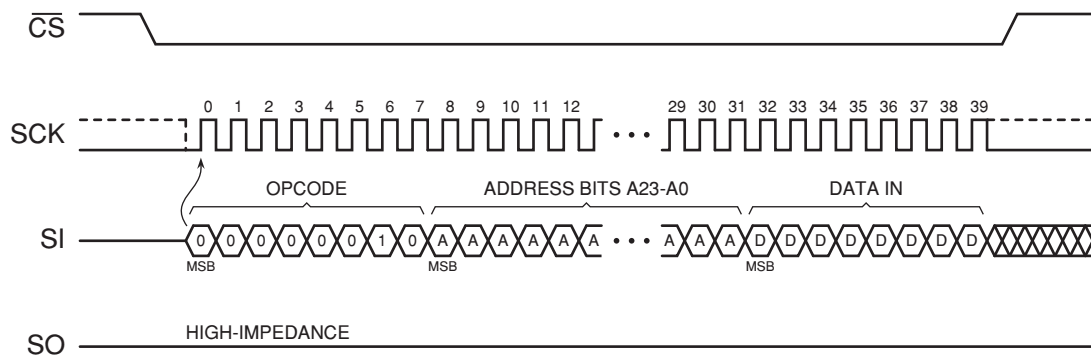 CS
0 1 2 3 4 5 6 7 8 9 10 11 12 29 30 31 32 33 34 35 36 37 38 39
SCK
OPCODE ADDRESS BITS A23-A0 DATA IN
SI 0 0 0 0 0 0 1 0 A A A A A A A A A D D D D D D D D
MSB MSB MSB
HIGH-IMPEDANCE
SO